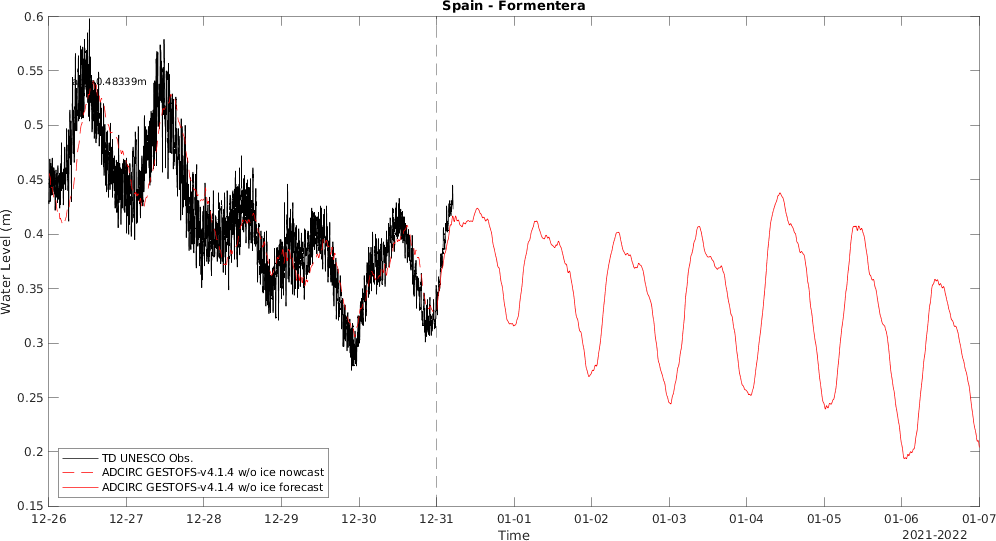 Spain - Formentera
0.6
0.55
0.5
0.45
0.4
0.35
0.3
0.25
0.2
0.15
Water Level (m)
0.48339m
TD UNESCO Obs.
ADCIRC GESTOFS-v4.1.4 w/o ice nowcast
ADCIRC GESTOFS-v4.1.4 w/o ice forecast
12-26 12-27 12-28 12-29 12-30 12-31 01-01 01-02 01-03 01-04 01-05 01-06 01-07
Time
2021-2022